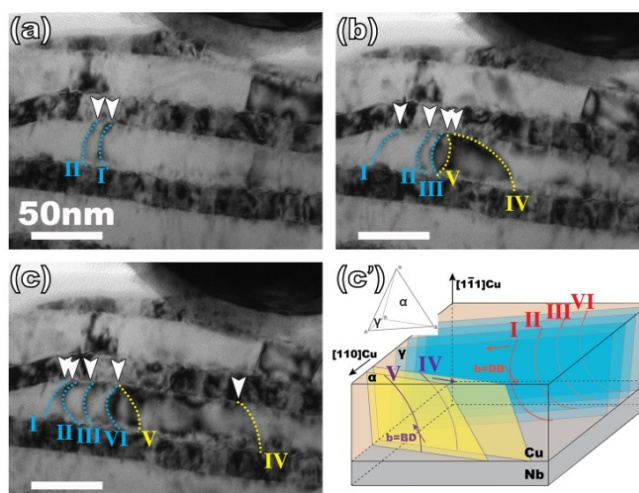 (a)
II
I
50nm
(b)
I
II
III
V
IV
(c)
I
II
III
VI
V
IV
(c')
[11̄1]Cu
[110]Cu
α
γ
γ
α
I
II
III
VI
V
IV
b=DB
b=BD
Cu
Nb